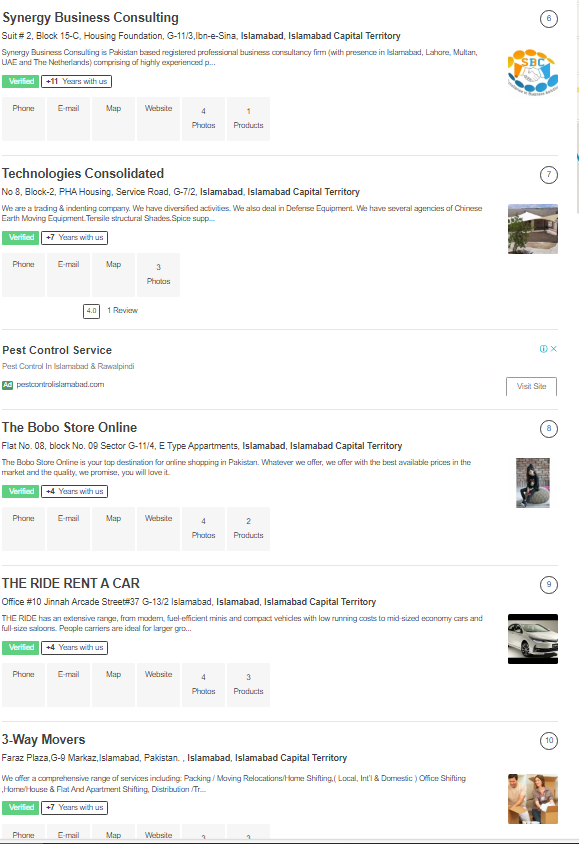 Synergy Business Consulting
6
Suit # 2, Block 15-C, Housing Foundation, G-11/3,Ibn-e-Sina, Islamabad, Islamabad Capital Territory
Synergy Business Consulting is Pakistan based registered professional business consultancy firm (with presence in Islamabad, Lahore, Multan,
UAE and The Netherlands) comprising of highly experienced p...
SBC
Verified +11 Years with us
Phone E-mail Map Website 4 Photos 1 Products
Technologies Consolidated
7
No 8, Block-2, PHA Housing, Service Road, G-7/2, Islamabad, Islamabad Capital Territory
We are a trading & indenting company. We have diversified activities. We also deal in Defense Equipment. We have several agencies of Chinese
Earth Moving Equipment.Tensile structural Shades.Spice supp...
Verified +7 Years with us
Phone E-mail Map 3 Photos
4.0 1 Review
Pest Control Service
Pest Control In Islamabad & Rawalpindi
Ad pestcontrolislamabad.com
Visit Site
The Bobo Store Online
8
Flat No. 08, block No. 09 Sector G-11/4, E Type Appartments, Islamabad, Islamabad Capital Territory
The Bobo Store Online is your top destination for online shopping in Pakistan. Whatever we offer, we offer with the best available prices in the
market and the quality, we promise, you will love it.
Verified +4 Years with us
Phone E-mail Map Website 4 Photos 2 Products
THE RIDE RENT A CAR
9
Office #10 Jinnah Arcade Street#37 G-13/2 Islamabad, Islamabad, Islamabad Capital Territory
THE RIDE has an extensive range, from modern, fuel-efficient minis and compact vehicles with low running costs to mid-sized economy cars and
full-size saloons. People carriers are ideal for larger gro...
Verified +4 Years with us
Phone E-mail Map Website 4 Photos 3 Products
3-Way Movers
10
Faraz Plaza,G-9 Markaz,Islamabad, Pakistan. , Islamabad, Islamabad Capital Territory
We offer a comprehensive range of services including: Packing / Moving Relocations/Home Shifting,( Local, Int'l & Domestic ) Office Shifting
,Home/House & Flat And Apartment Shifting, Distribution /Tr...
Verified +7 Years with us
Phone E-mail Map Website